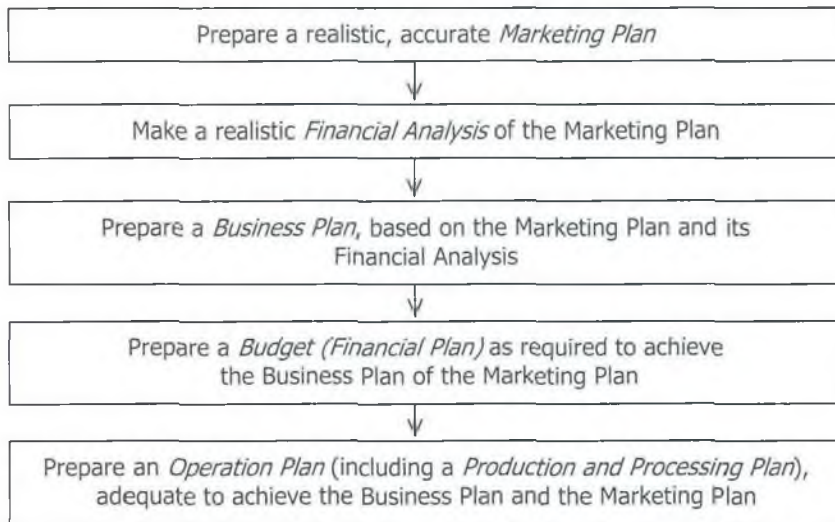 Prepare a realistic, accurate Marketing Plan
Make a realistic Financial Analysis of the Marketing Plan
Prepare a Business Plan, based on the Marketing Plan and its
Financial Analysis
Prepare a Budget (Financial Plan) as required to achieve
the Business Plan of the Marketing Plan
Prepare an Operation Plan (including a Production and Processing Plan),
adequate to achieve the Business Plan and the Marketing Plan